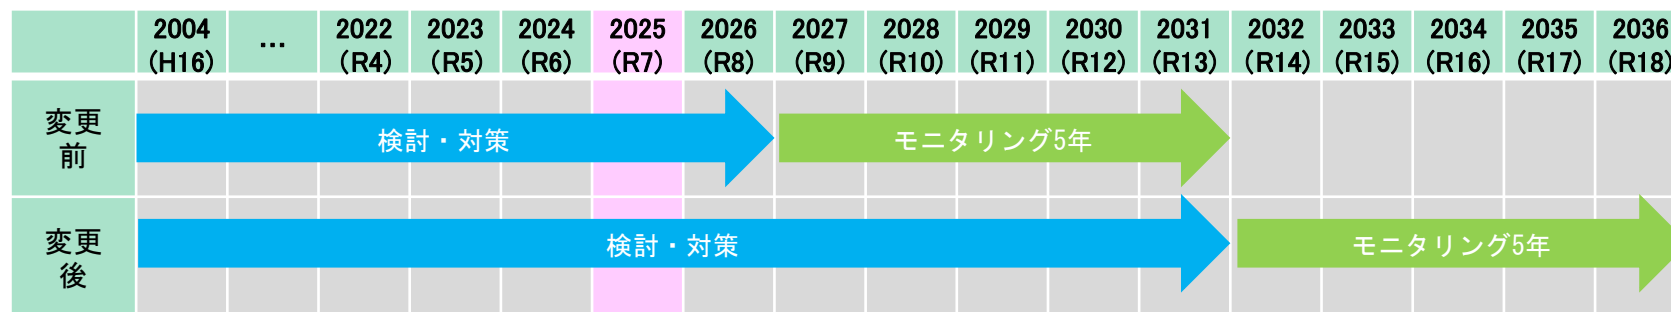 2004 … 2022 2023 2024 2025 2026 2027 2028 2029 2030 2031 2032 2033 2034 2035 2036
(H16) (R4) (R5) (R6) (R7) (R8) (R9) (R10) (R11) (R12) (R13) (R14) (R15) (R16) (R17) (R18)
変更
前
検討・対策
モニタリング5年
変更
後
検討・対策
モニタリング5年